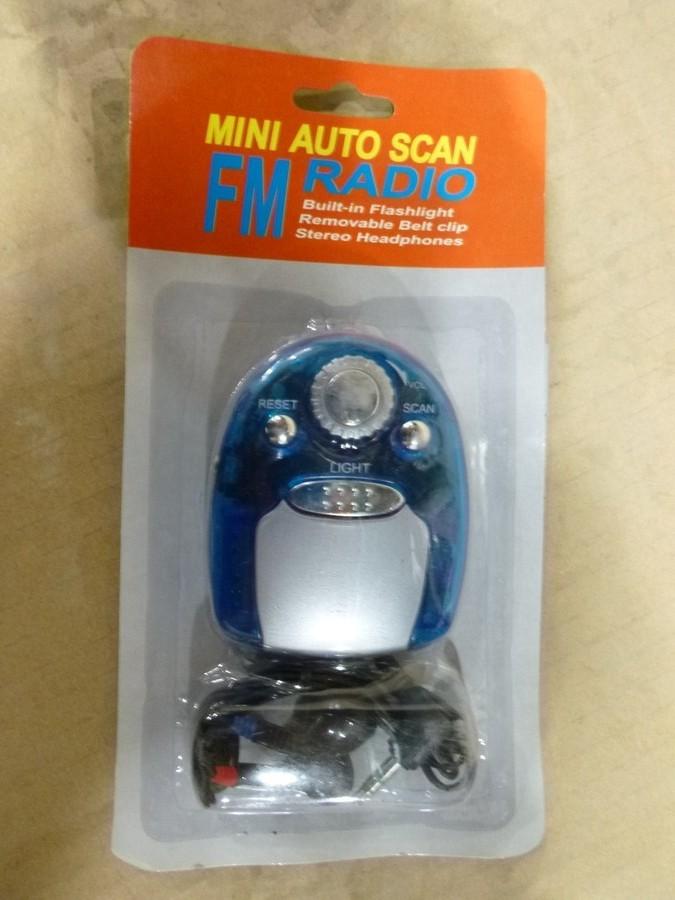 MINI AUTO SCAN
FM RADIO
Built-in Flashlight
Removable Belt clip
Stereo Headphones
VOL
RESET
SCAN
LIGHT